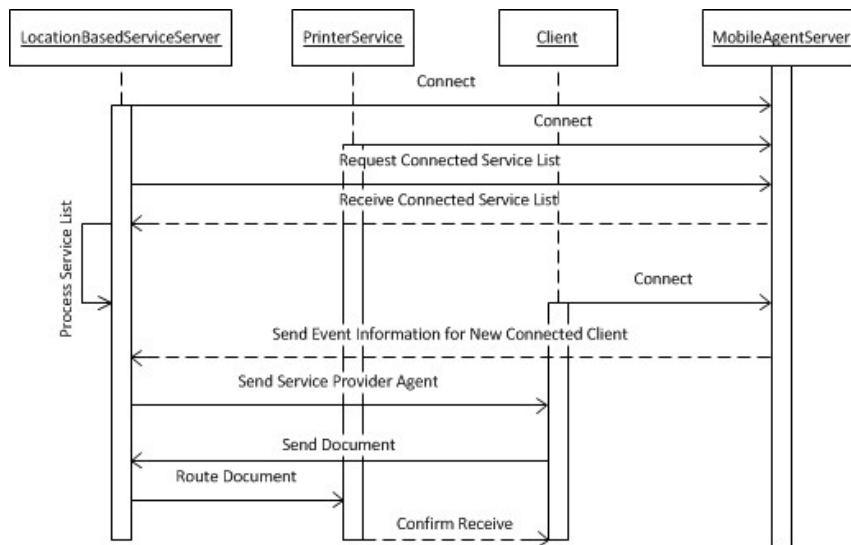 LocationBasedServiceServer
PrinterService
Client
MobileAgentServer
Connect
Connect
Request Connected Service List
Receive Connected Service List
Process Service List
Connect
Send Event Information for New Connected Client
Send Service Provider Agent
Send Document
Route Document
Confirm Receive